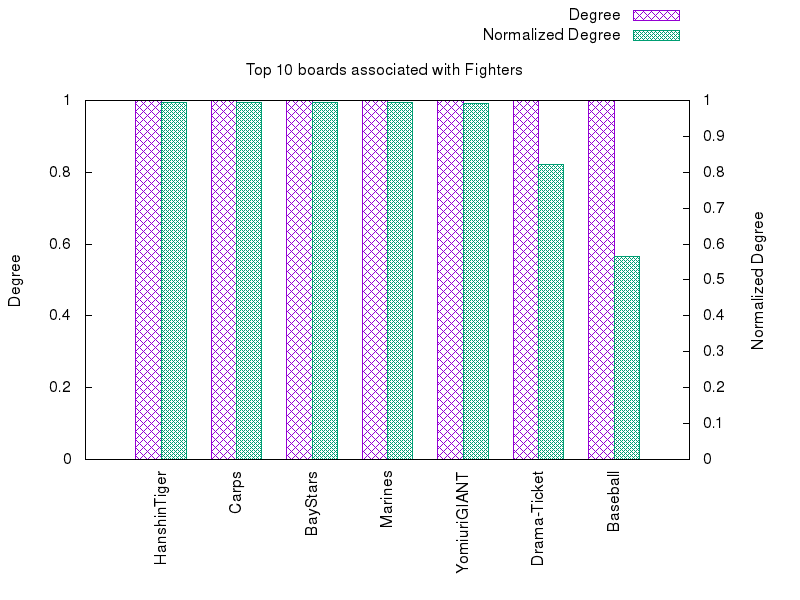 Degree
Normalized Degree
Top 10 boards associated with Fighters
1
0.8
0.6
0.4
0.2
0
1
0.9
0.8
0.7
0.6
0.5
0.4
0.3
0.2
0.1
0
Degree
Normalized Degree
HanshinTiger
Carps
BayStars
Marines
YomiuriGIANT
Drama-Ticket
Baseball